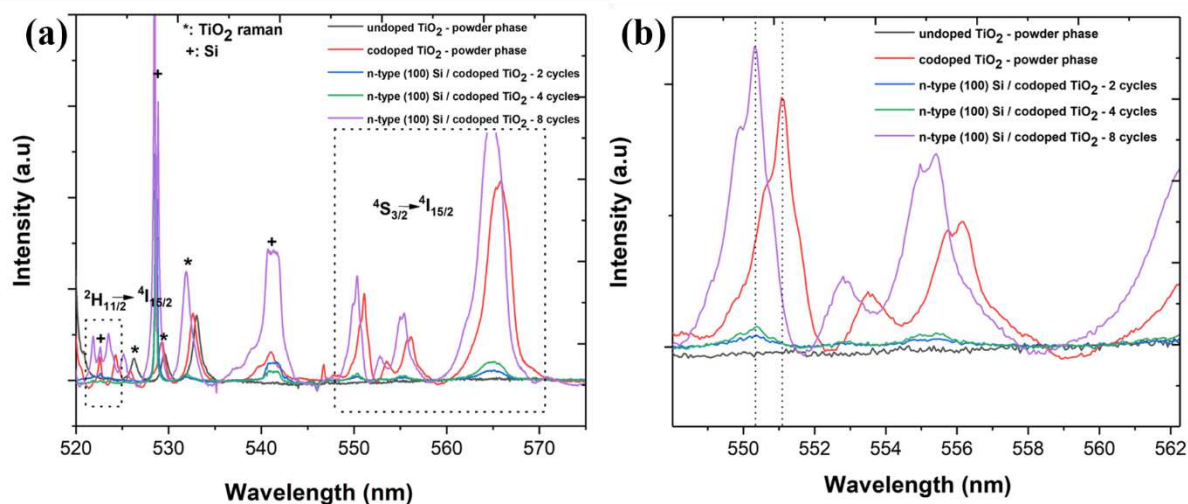 (a)
*: TiO2 raman
+: Si
undoped TiO2 - powder phase
codoped TiO2 - powder phase
n-type (100) Si / codoped TiO2 - 2 cycles
n-type (100) Si / codoped TiO2 - 4 cycles
n-type (100) Si / codoped TiO2 - 8 cycles
+
4S3/2→4I15/2
+
*
2H11/2→4I15/2
+
*
*
Intensity (a.u)
520 530 540 550 560 570
Wavelength (nm)
(b)
undoped TiO2 - powder phase
codoped TiO2 - powder phase
n-type (100) Si / codoped TiO2 - 2 cycles
n-type (100) Si / codoped TiO2 - 4 cycles
n-type (100) Si / codoped TiO2 - 8 cycles
Intensity (a.u)
550 552 554 556 558 560 562
Wavelength (nm)